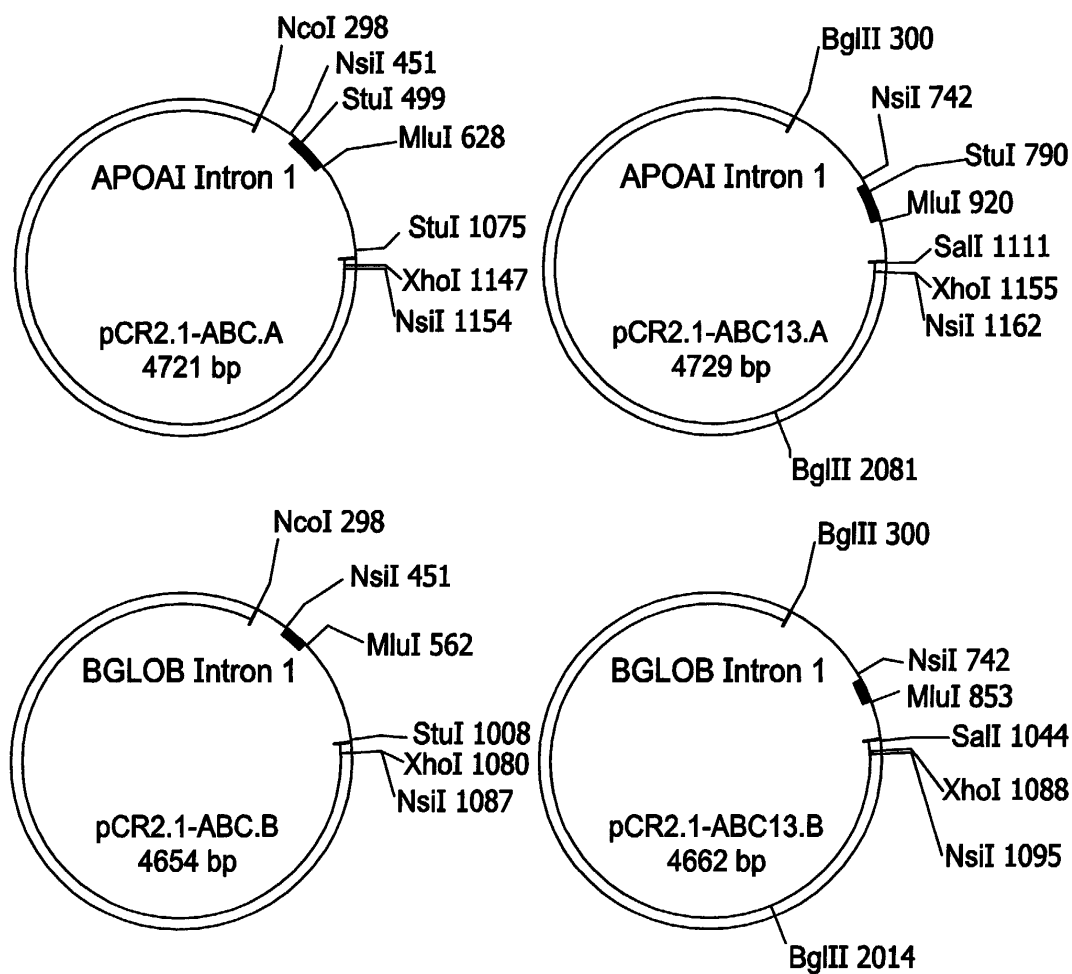 NcoI 298
NsiI 451
StuI 499
MluI 628
APOAI Intron 1
StuI 1075
XhoI 1147
NsiI 1154
pCR2.1-ABC.A
4721 bp
BglII 300
NsiI 742
StuI 790
APOAI Intron 1
MluI 920
SalI 1111
XhoI 1155
NsiI 1162
pCR2.1-ABC13.A
4729 bp
BglII 2081
NcoI 298
NsiI 451
MluI 562
BGLOB Intron 1
StuI 1008
XhoI 1080
NsiI 1087
pCR2.1-ABC.B
4654 bp
BglII 300
NsiI 742
BGLOB Intron 1
MluI 853
SalI 1044
XhoI 1088
pCR2.1-ABC13.B
4662 bp
NsiI 1095
BglII 2014